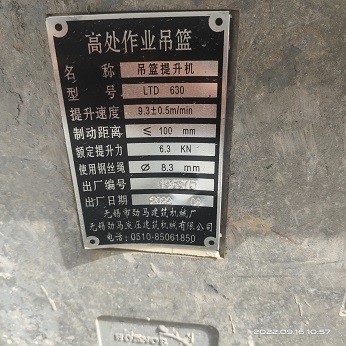 高处作业吊篮
名称 吊篮提升机
型号 LTD 630
提升速度 9.3±0.5m/min
制动距离 ≤ 100 mm
额定提升力 6.3 KN
使用钢丝绳 Ø 8.3 mm
出厂编号
出厂日期 2022
无锡市劲马建筑机械厂
无锡劲马液压建筑机械有限公司
电话:0510-85061850
2022.09.16 10:57